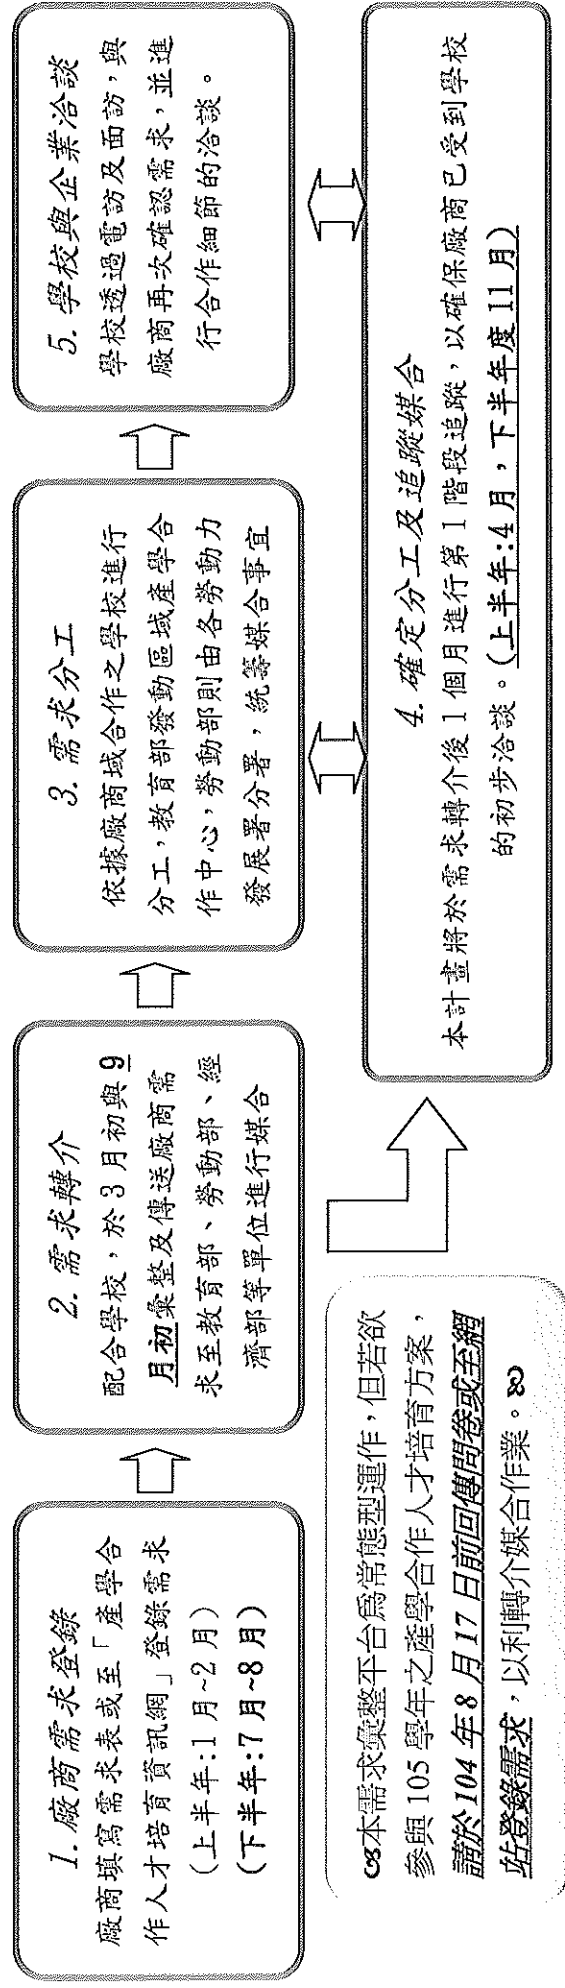 1. 廠商需求登錄
廠商填寫需求表或至「產學合
作人才培育資訊網」登錄需求
(上半年:1月~2月)
(下半年:7月~8月)
2. 需求轉介
配合學校，於3月初與9
月初彙整及傳送廠商需
求至教育部、勞動部、經
濟部等單位進行媒合
3. 需求分工
依據廠商域合作之學校進行
分工，教育部發動區域產學合
作中心，勞動部則由各勞動力
發展署分署，統籌媒合事宜
5. 學校與企業洽談
學校透過電訪及面訪，與
廠商再次確認需求，並進
行合作細節的洽談。
4. 確定分工及追蹤媒合
本計畫將於需求轉介後1個月進行第1階段追蹤，以確保廠商已受到學校
的初步洽談。(上半年:4月，下半年度11月)
本需求彙整平台為常態型運作，但若欲
參與105學年之產學合作人才培育方案，
請於104年8月17日前回傳問卷或至網
站登錄需求，以利轉介媒合作業。